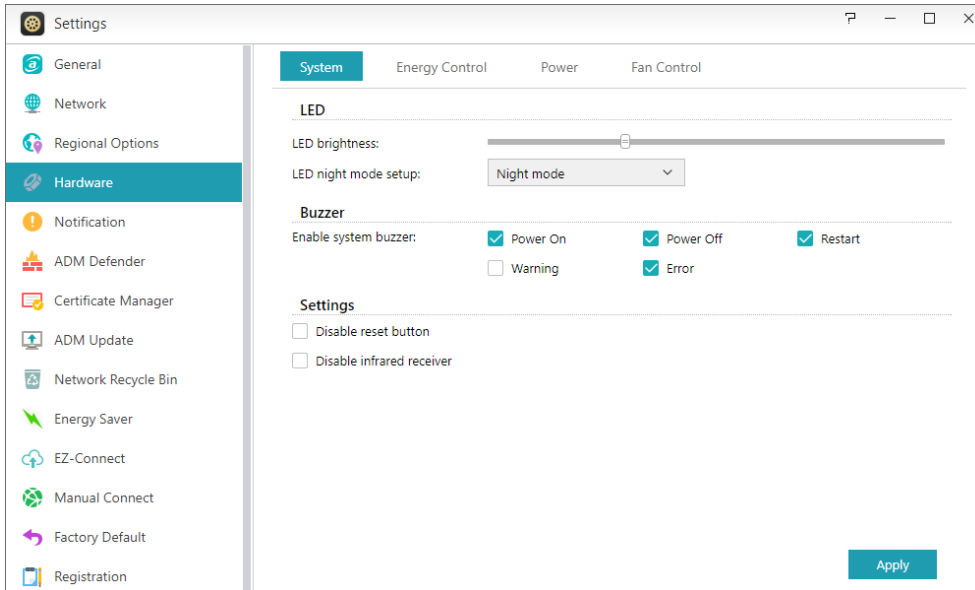 Settings
General
Network
Regional Options
Hardware
Notification
ADM Defender
Certificate Manager
ADM Update
Network Recycle Bin
Energy Saver
EZ-Connect
Manual Connect
Factory Default
Registration
System Energy Control Power Fan Control
LED
LED brightness:
LED night mode setup: Night mode
Buzzer
Enable system buzzer: Power On Power Off Restart
Warning Error
Settings
Disable reset button
Disable infrared receiver
Apply